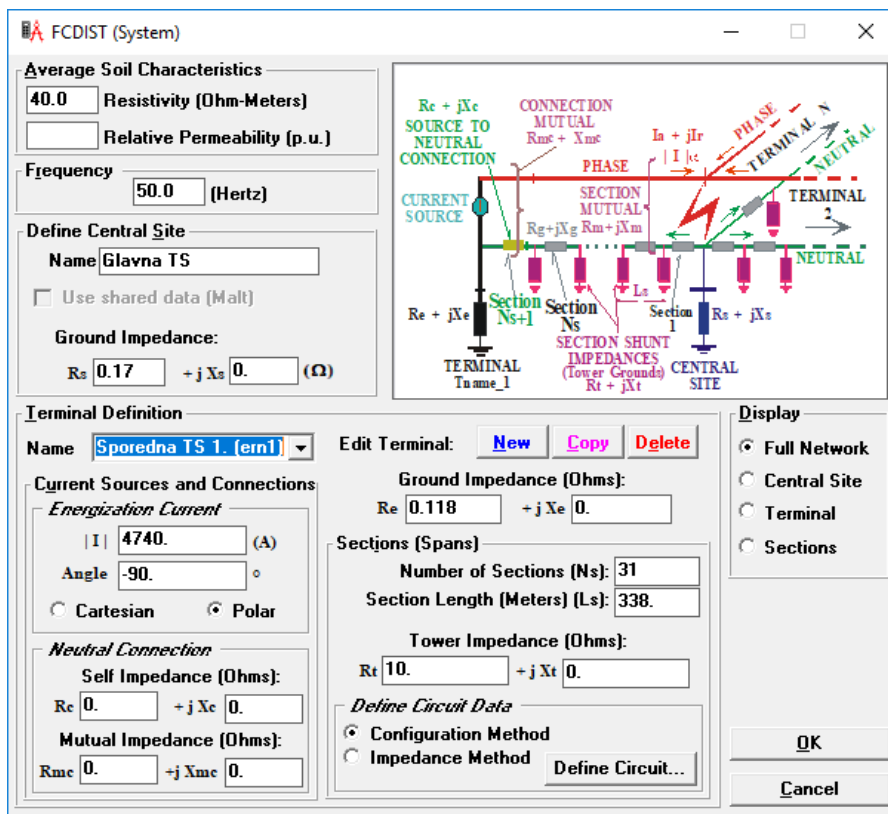 FCDIST (System)
Average Soil Characteristics
40.0 Resistivity (Ohm-Meters)
Relative Permeability (p.u.)
Frequency
50.0 (Hertz)
Define Central Site
Name Glavna TS
Use shared data (Malt)
Ground Impedance:
Rs 0.17 + j Xs 0. (Ω)
Rc + jXc
SOURCE TO
NEUTRAL
CONNECTION
CONNECTION
MUTUAL
Rmc + Xmc
Ia + jIr
| I |α
PHASE
TERMINAL N
NEUTRAL
PHASE
CURRENT
SOURCE
SECTION
MUTUAL
Rm + jXm
TERMINAL
2
Rg+jXg
NEUTRAL
Ls
Re + jXe
Section
Ns+1
Section
Ns
Section
1
Rs + jXs
SECTION SHUNT
IMPEDANCES
(Tower Grounds)
Rt + jXt
TERMINAL
Tname_1
CENTRAL
SITE
Terminal Definition
Name Sporedna TS 1. (ern1)
Edit Terminal: New Copy Delete
Current Sources and Connections
Energization Current
| I | 4740. (A)
Angle -90. °
Cartesian Polar
Neutral Connection
Self Impedance (Ohms):
Rc 0. + j Xc 0.
Mutual Impedance (Ohms):
Rmc 0. +j Xmc 0.
Ground Impedance (Ohms):
Re 0.118 + j Xe 0.
Sections (Spans)
Number of Sections (Ns): 31
Section Length (Meters) (Ls): 338.
Tower Impedance (Ohms):
Rt 10. + j Xt 0.
Define Circuit Data
Configuration Method
Impedance Method
Define Circuit...
Display
Full Network
Central Site
Terminal
Sections
OK
Cancel